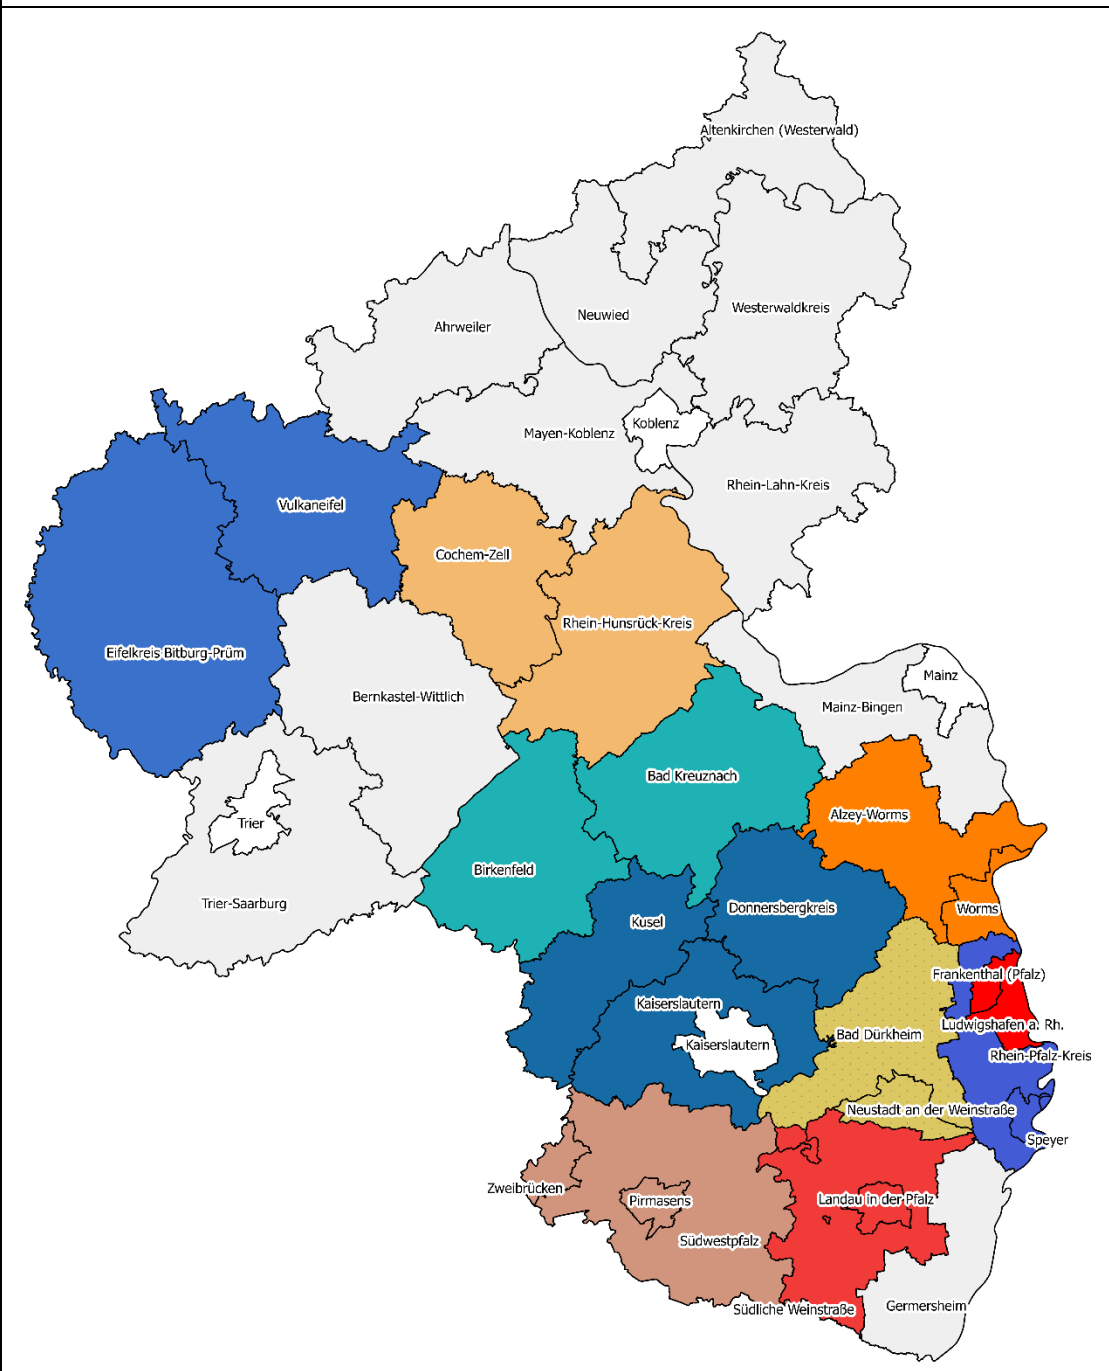 Altenkirchen (Westerwald)
Westerwaldkreis
Neuwied
Ahrweiler
Koblenz
Mayen-Koblenz
Rhein-Lahn-Kreis
Vulkaneifel
Cochem-Zell
Rhein-Hunsrück-Kreis
Eifelkreis Bitburg-Prüm
Mainz
Bernkastel-Wittlich
Mainz-Bingen
Bad Kreuznach
Alzey-Worms
Trier
Birkenfeld
Trier-Saarburg
Donnersbergkreis
Worms
Kusel
Frankenthal (Pfalz)
Kaiserslautern
Ludwigshafen a. Rh.
Bad Dürkheim
Kaiserslautern
Rhein-Pfalz-Kreis
Neustadt an der Weinstraße
Speyer
Zweibrücken
Pirmasens
Landau in der Pfalz
Südwestpfalz
Germersheim
Südliche Weinstraße